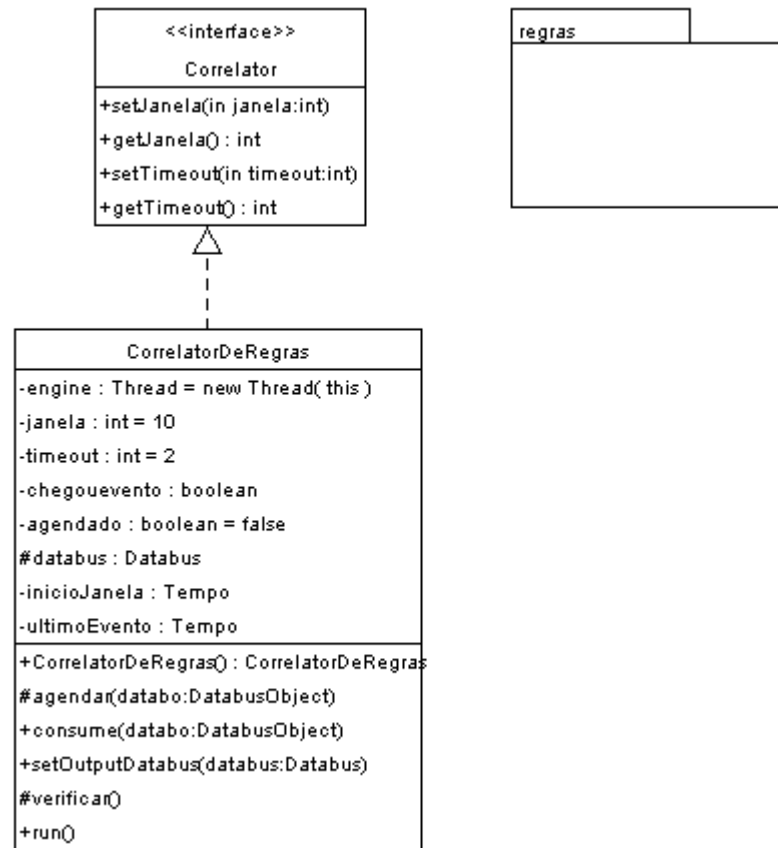 <<interface>>
Correlator
+setJanela(in janela:int)
+getJanela() : int
+setTimeout(in timeout:int)
+getTimeout() : int
regras
CorrelatorDeRegras
-engine : Thread = new Thread( this )
-janela : int = 10
-timeout : int = 2
-chegouevento : boolean
-agendado : boolean = false
#databus : Databus
-inicioJanela : Tempo
-ultimoEvento : Tempo
+CorrelatorDeRegras() : CorrelatorDeRegras
#agendar(databo:DatabusObject)
+consume(databo:DatabusObject)
+setOutputDatabus(databus:Databus)
#verificar()
+run()